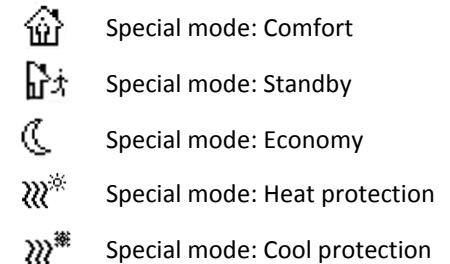 Special mode: Comfort
Special mode: Standby
Special mode: Economy
Special mode: Heat protection
Special mode: Cool protection